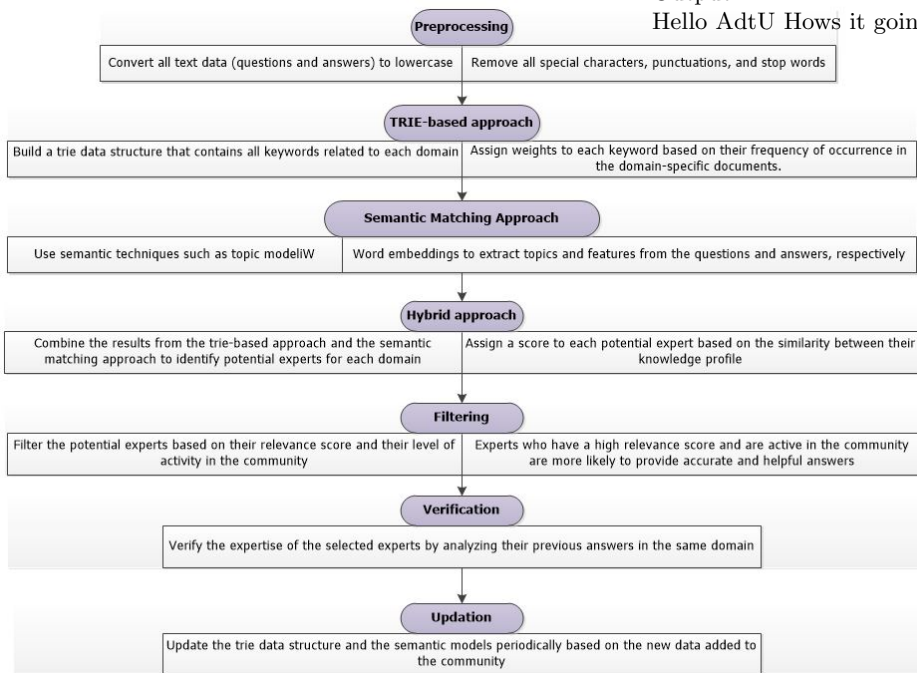 Hello AdtU Hows it goin
Preprocessing
Convert all text data (questions and answers) to lowercase
Remove all special characters, punctuations, and stop words
TRIE-based approach
Build a trie data structure that contains all keywords related to each domain
Assign weights to each keyword based on their frequency of occurrence in
the domain-specific documents.
Semantic Matching Approach
Use semantic techniques such as topic modeliW
Word embeddings to extract topics and features from the questions and answers, respectively
Hybrid approach
Combine the results from the trie-based approach and the semantic
matching approach to identify potential experts for each domain
Assign a score to each potential expert based on the similarity between their
knowledge profile
Filtering
Filter the potential experts based on their relevance score and their level of
activity in the community
Experts who have a high relevance score and are active in the community
are more likely to provide accurate and helpful answers
Verification
Verify the expertise of the selected experts by analyzing their previous answers in the same domain
Updation
Update the trie data structure and the semantic models periodically based on the new data added to
the community